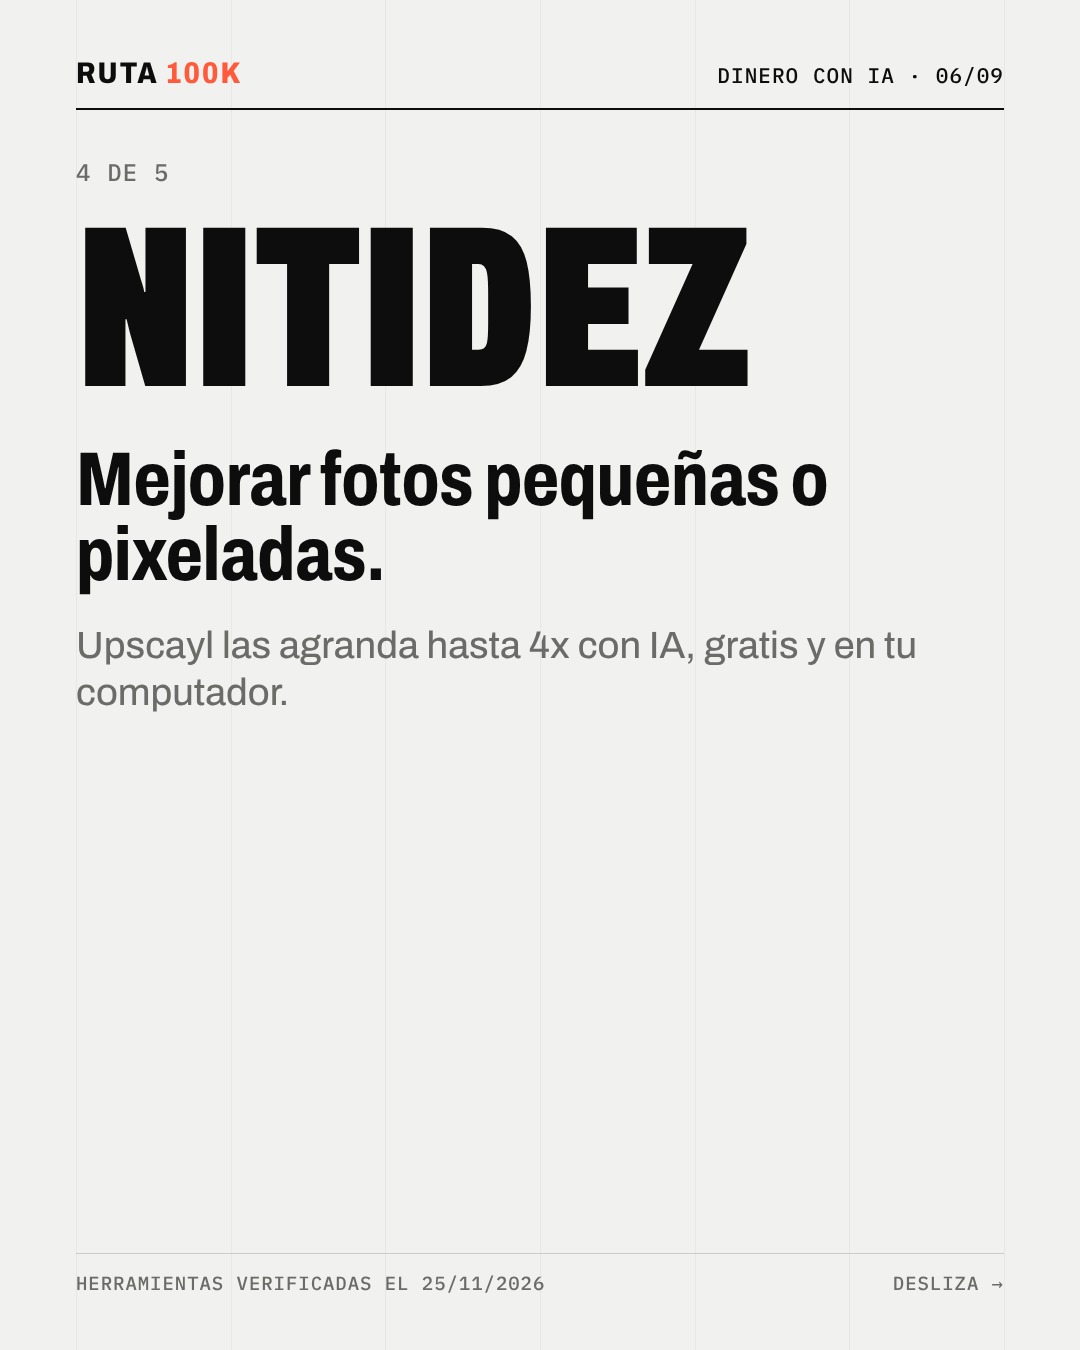 RUTA 100K
DINERO CON IA · 06/09
4 DE 5
NITIDEZ
Mejorar fotos pequeñas o
pixeladas.
Upscayl las agranda hasta 4x con IA, gratis y en tu
computador.
HERRAMIENTAS VERIFICADAS EL 25/11/2026
DESLIZA →